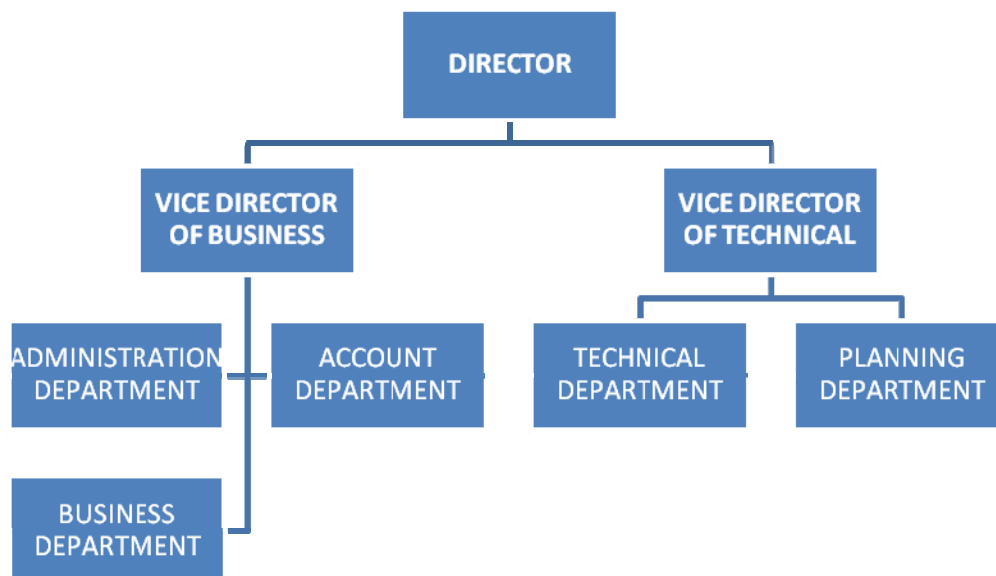 DIRECTOR
VICE DIRECTOR
OF BUSINESS
VICE DIRECTOR
OF TECHNICAL
ADMINISTRATION
DEPARTMENT
ACCOUNT
DEPARTMENT
TECHNICAL
DEPARTMENT
PLANNING
DEPARTMENT
BUSINESS
DEPARTMENT